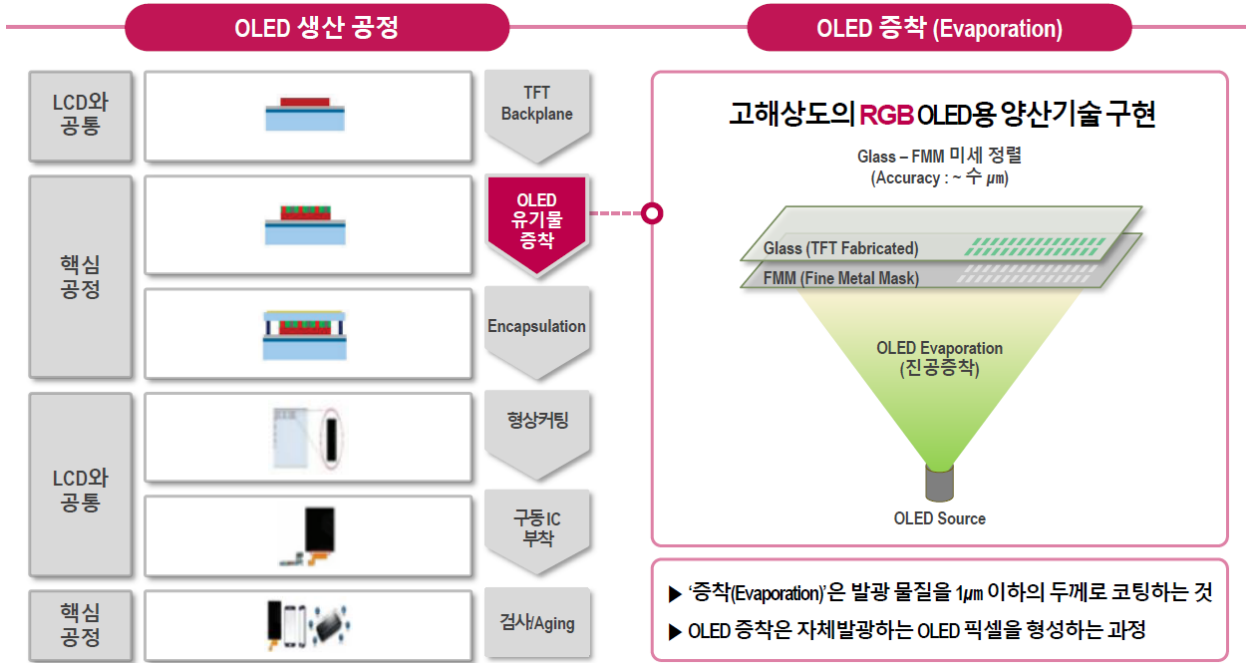 OLED 생산 공정
LCD와
공통
TFT
Backplane
핵심
공정
OLED
유기물
증착
Encapsulation
LCD와
공통
형상커팅
구동 IC
부착
핵심
공정
검사/Aging
OLED 증착 (Evaporation)
고해상도의 RGB OLED용 양산기술 구현
Glass – FMM 미세 정렬
(Accuracy : ~ 수 μm)
Glass (TFT Fabricated)
FMM (Fine Metal Mask)
OLED Evaporation
(진공증착)
OLED Source
▶ ‘증착(Evaporation)’은 발광 물질을 1μm 이하의 두께로 코팅하는 것
▶ OLED 증착은 자체발광하는 OLED 픽셀을 형성하는 과정